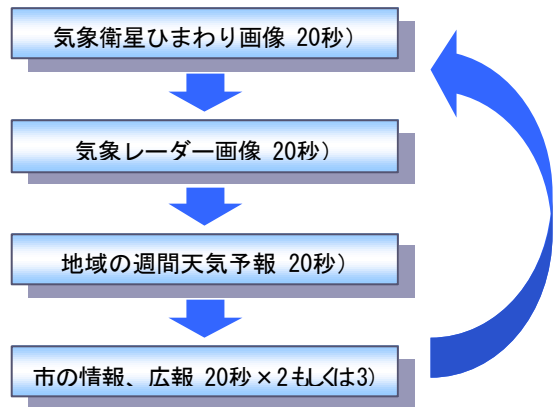 気象衛星ひまわり画像 20秒)
気象レーダー画像 20秒)
地域の週間天気予報 20秒)
市の情報、広報 20秒×2もしくは3)